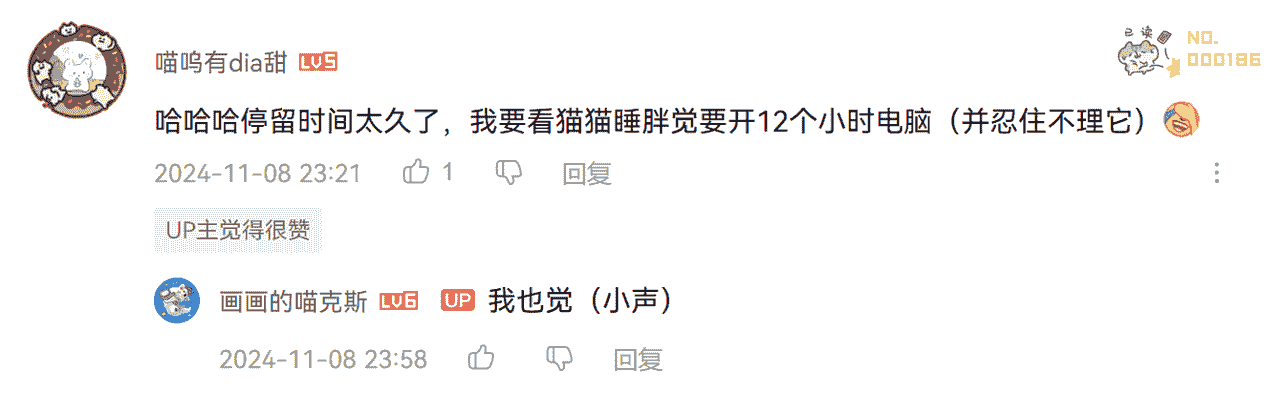 已读
NO.
000186
喵呜有dia甜 LV5
哈哈哈停留时间太久了，我要看猫猫睡胖觉要开12个小时电脑（并忍住不理它）
2024-11-08 23:21 1 回复
UP主觉得很赞
画画的喵克斯 LV6 UP 我也觉（小声）
2024-11-08 23:58 回复